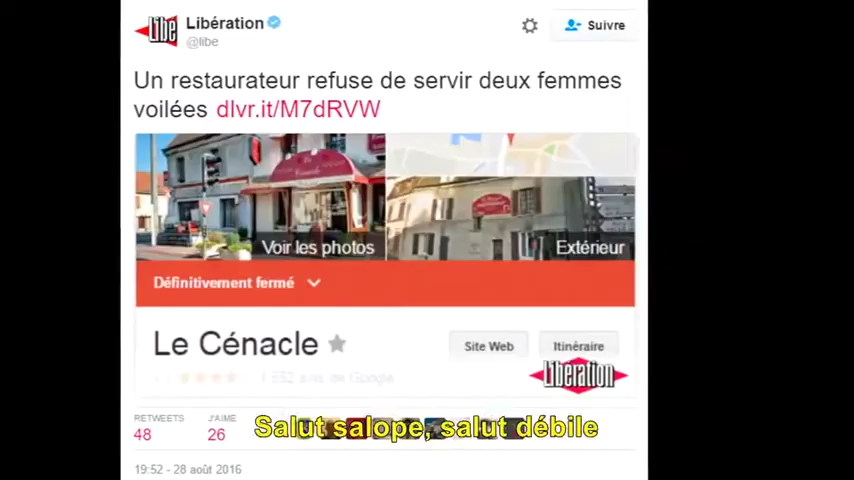 Libé
Libération
@libe
Suivre
Un restaurateur refuse de servir deux femmes
voilées dlvr.it/M7dRVW
Voir les photos
Extérieur
Définitivement fermé
Le Cénacle
Site Web
Itinéraire
Libération
RETWEETS
J'AIME
48
26
Salut salope, salut débile
19:52 - 28 août 2016